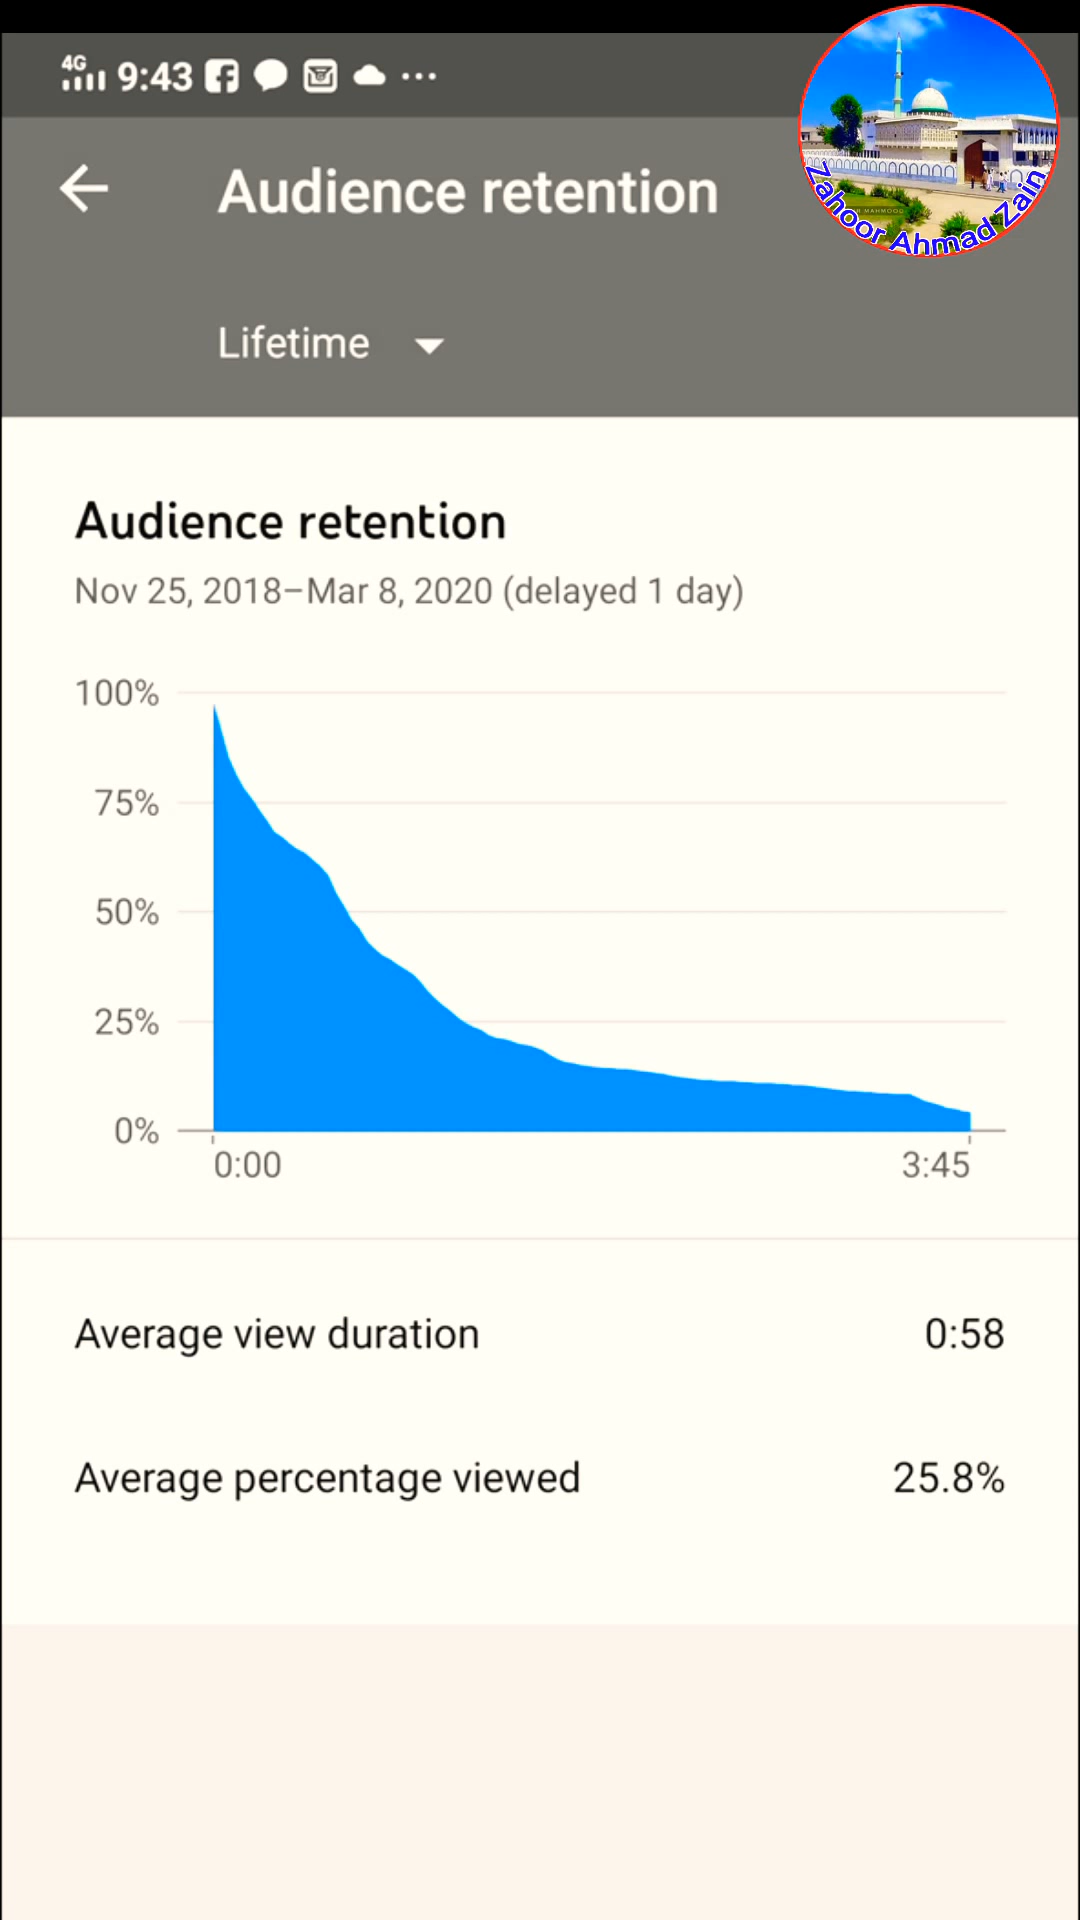 4G 9:43
Audience retention
Lifetime
Zahoor Ahmad Zain
Audience retention
Nov 25, 2018–Mar 8, 2020 (delayed 1 day)
100%
75%
50%
25%
0%
0:00 3:45
Average view duration 0:58
Average percentage viewed 25.8%